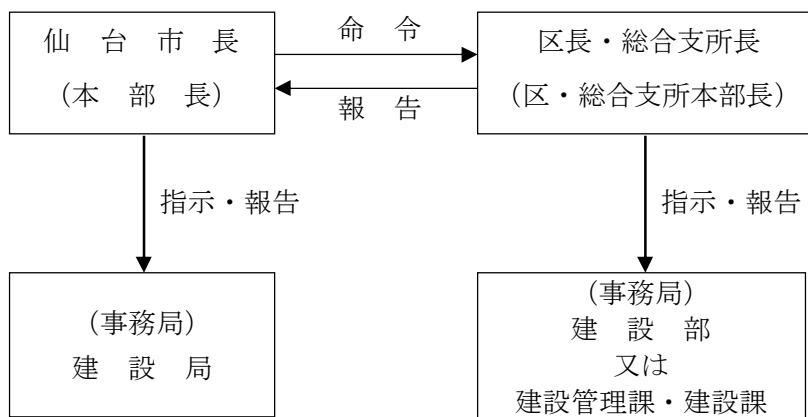 仙　台　市　長
（本　部　長）
命　令
報　告
区長・総合支所長
（区・総合支所本部長）
指示・報告
指示・報告
（事務局）
建　設　局
（事務局）
建　設　部
又は
建設管理課・建設課